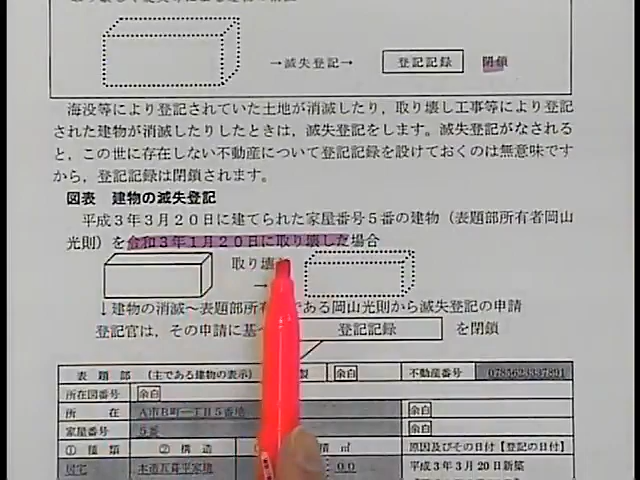 →滅失登記→ 登記記録 閉鎖
海没等により登記されていた土地が消滅したり，取り壊し工事等により登記
された建物が消滅したりしたときは，滅失登記をします。滅失登記がなされる
と，この世に存在しない不動産について登記記録を設けておくのは無意味です
から，登記記録は閉鎖されます。
図表 建物の滅失登記
平成３年３月２０日に建てられた家屋番号５番の建物（表題部所有者岡山
光則）を令和３年１月２０日に取り壊した場合
取り壊
→
↓建物の消滅～表題部所有 である岡山光則から滅失登記の申請
登記官は，その申請に基 登記記録 を閉鎖
表題部 （主である建物の表示） 製 余白 不動産番号 0785623337891
所在図番号 余白
所 在 A市B町一丁目５番地 余白
家屋番号 ５番 余白
① 種類 ② 構造 積 ㎡ 原因及びその日付【登記の日付】
居宅 木造瓦葺平家建 00 平成３年３月２０日新築